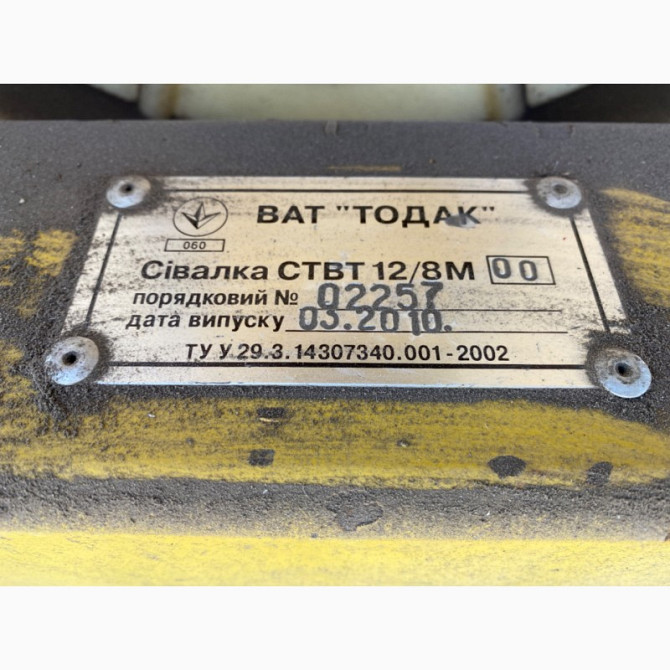 ВАТ "ТОДАК"
060
Сівалка СТВТ 12/8М 00
порядковий № 02257
дата випуску 03.2010.
ТУ У 29.3.14307340.001-2002